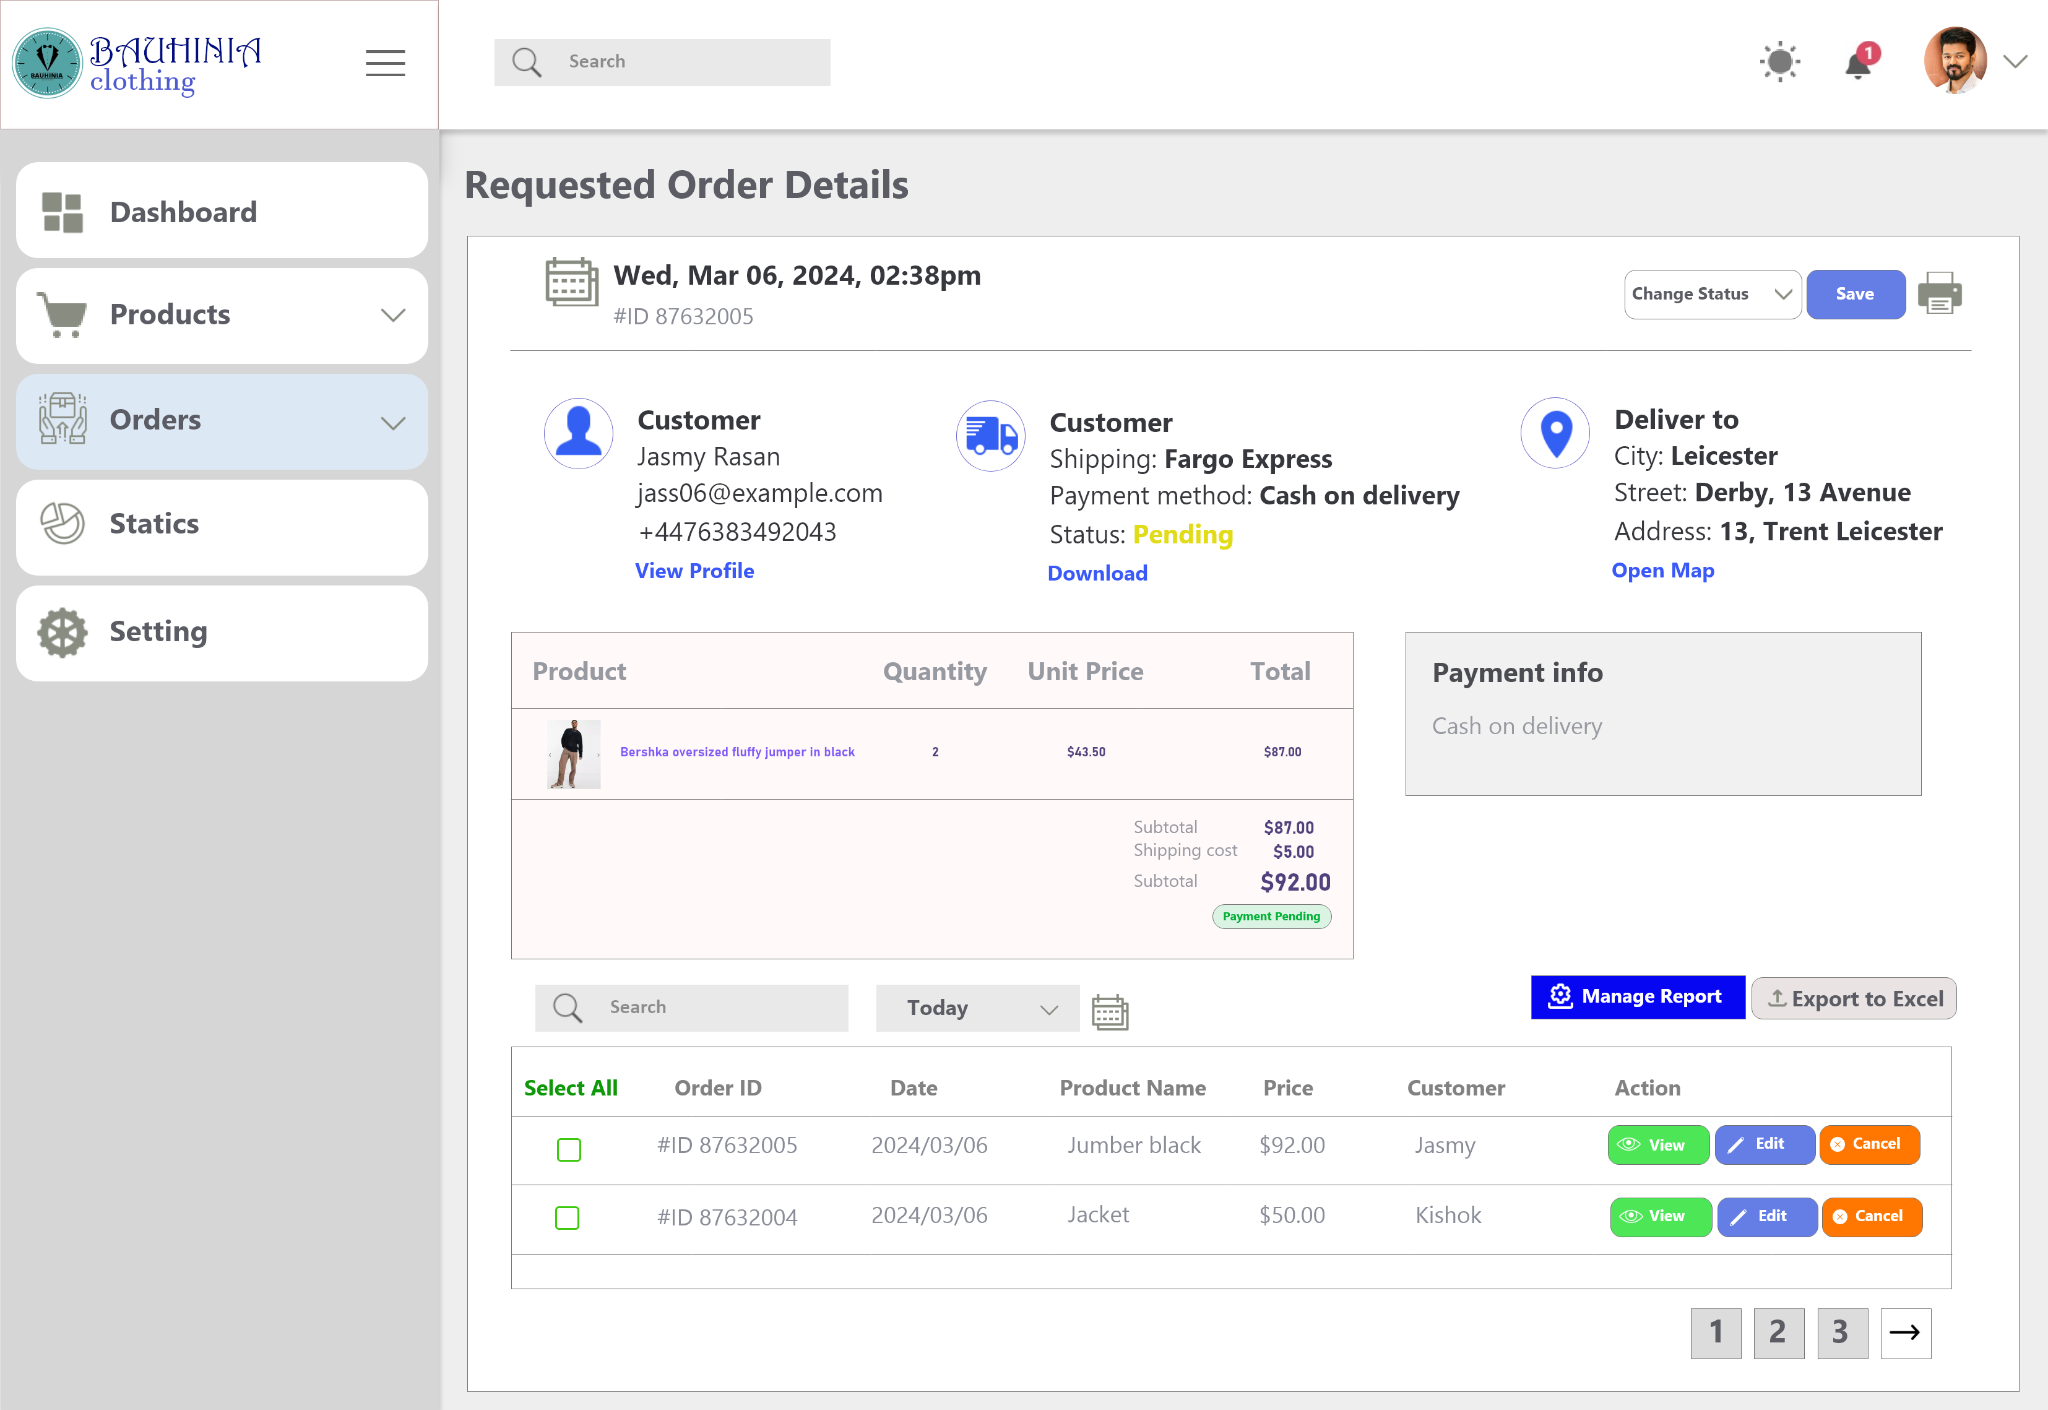 BAUHINIA
BAUHINIA
clothing
Search
1
Dashboard
Products
Orders
Statics
Setting
Requested Order Details
Wed, Mar 06, 2024, 02:38pm
#ID 87632005
Change Status
Save
Customer
Jasmy Rasan
jass06@example.com
+4476383492043
View Profile
Customer
Shipping: Fargo Express
Payment method: Cash on delivery
Status: Pending
Download
Deliver to
City: Leicester
Street: Derby, 13 Avenue
Address: 13, Trent Leicester
Open Map
Product Quantity Unit Price Total
Bershka oversized fluffy jumper in black 2 $43.50 $87.00
Subtotal $87.00
Shipping cost $5.00
Subtotal $92.00
Payment Pending
Payment info
Cash on delivery
Search
Today
Manage Report
Export to Excel
Select All Order ID Date Product Name Price Customer Action
#ID 87632005 2024/03/06 Jumber black $92.00 Jasmy View Edit Cancel
#ID 87632004 2024/03/06 Jacket $50.00 Kishok View Edit Cancel
1 2 3